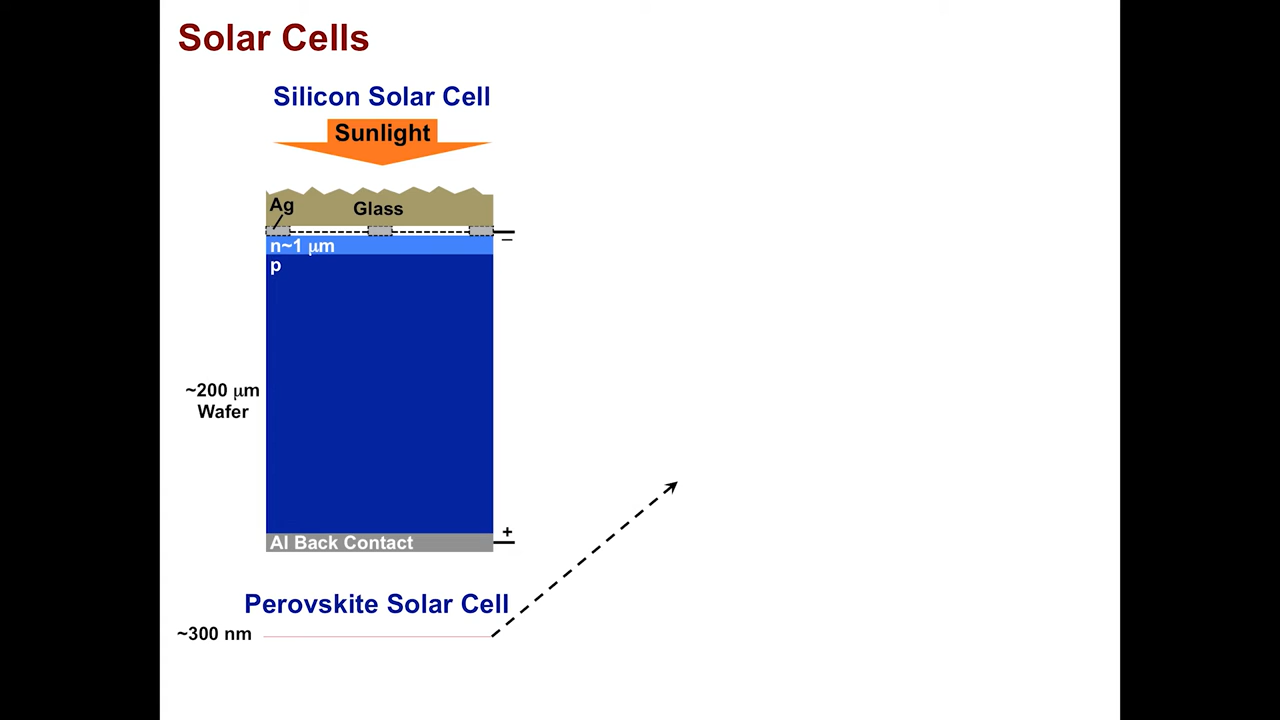 Solar Cells
Silicon Solar Cell
Sunlight
Ag
Glass
–
n~1 μm
p
~200 μm
Wafer
+
Al Back Contact
Perovskite Solar Cell
~300 nm